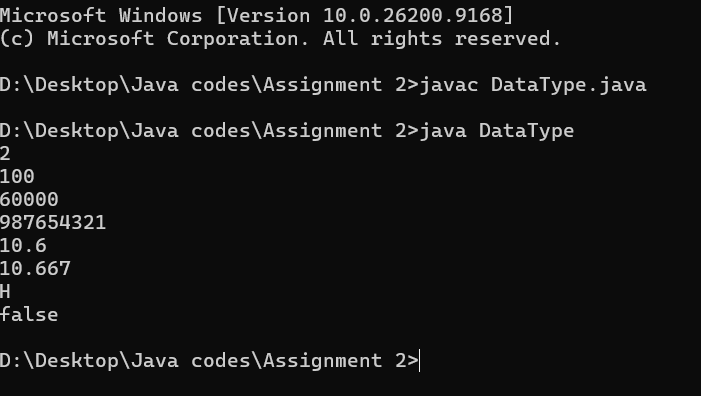 Microsoft Windows [Version 10.0.26200.9168]
(c) Microsoft Corporation. All rights reserved.
D:\Desktop\Java codes\Assignment 2>javac DataType.java
D:\Desktop\Java codes\Assignment 2>java DataType
2
100
60000
987654321
10.6
10.667
H
false
D:\Desktop\Java codes\Assignment 2>